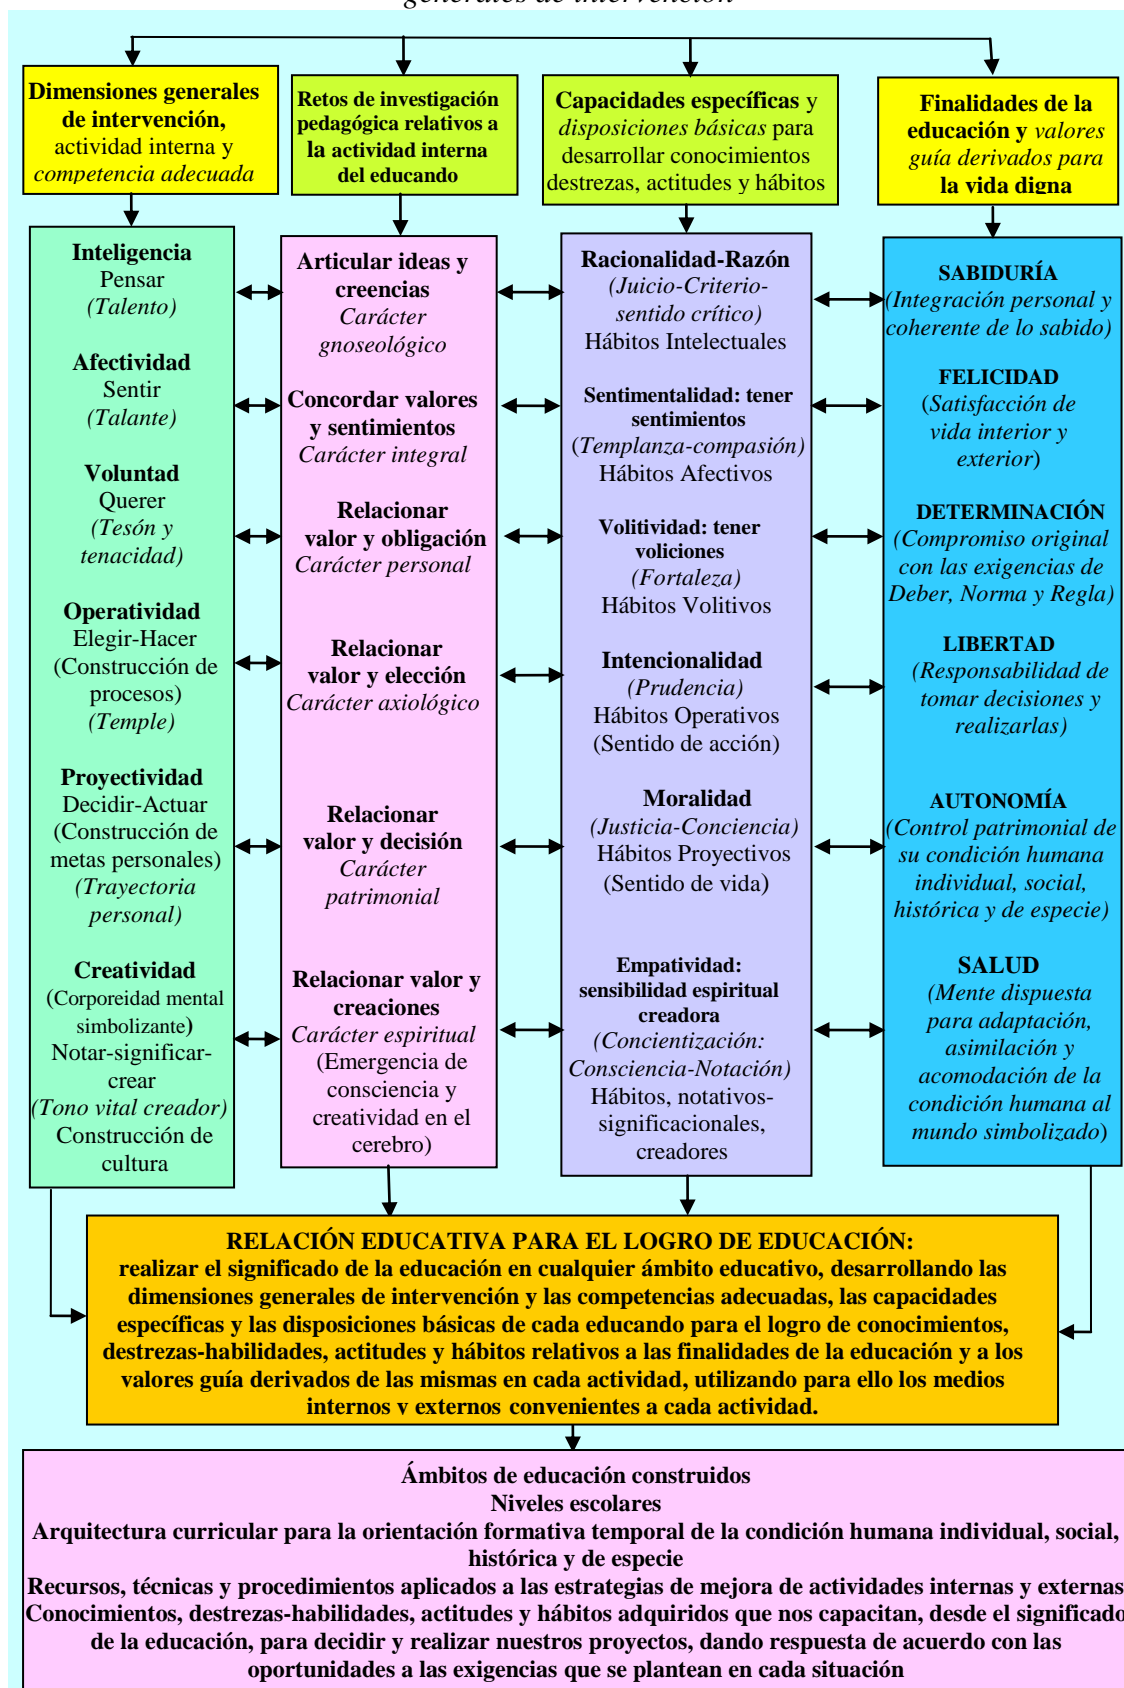 generales de intervención
Dimensiones generales
de intervención,
actividad interna y
competencia adecuada
Retos de investigación
pedagógica relativos a
la actividad interna
del educando
Capacidades específicas y
disposiciones básicas para
desarrollar conocimientos
destrezas, actitudes y hábitos
Finalidades de la
educación y valores
guía derivados para
la vida digna
Inteligencia
Pensar
(Talento)
Afectividad
Sentir
(Talante)
Voluntad
Querer
(Tesón y
tenacidad)
Operatividad
Elegir-Hacer
(Construcción de
procesos)
(Temple)
Proyectividad
Decidir-Actuar
(Construcción de
metas personales)
(Trayectoria
personal)
Creatividad
(Corporeidad mental
simbolizante)
Notar-significar-
crear
(Tono vital creador)
Construcción de
cultura
Articular ideas y
creencias
Carácter
gnoseológico
Concordar valores
y sentimientos
Carácter integral
Relacionar
valor y obligación
Carácter personal
Relacionar
valor y elección
Carácter axiológico
Relacionar
valor y decisión
Carácter
patrimonial
Relacionar valor y
creaciones
Carácter espiritual
(Emergencia de
consciencia y
creatividad en el
cerebro)
Racionalidad-Razón
(Juicio-Criterio-
sentido crítico)
Hábitos Intelectuales
Sentimentalidad: tener
sentimientos
(Templanza-compasión)
Hábitos Afectivos
Volitividad: tener
voliciones
(Fortaleza)
Hábitos Volitivos
Intencionalidad
(Prudencia)
Hábitos Operativos
(Sentido de acción)
Moralidad
(Justicia-Conciencia)
Hábitos Proyectivos
(Sentido de vida)
Empatividad:
sensibilidad espiritual
creadora
(Concientización:
Consciencia-Notación)
Hábitos, notativos-
significacionales,
creadores
SABIDURÍA
(Integración personal y
coherente de lo sabido)
FELICIDAD
(Satisfacción de
vida interior y
exterior)
DETERMINACIÓN
(Compromiso original
con las exigencias de
Deber, Norma y Regla)
LIBERTAD
(Responsabilidad de
tomar decisiones y
realizarlas)
AUTONOMÍA
(Control patrimonial de
su condición humana
individual, social,
histórica y de especie)
SALUD
(Mente dispuesta
para adaptación,
asimilación y
acomodación de la
condición humana al
mundo simbolizado)
RELACIÓN EDUCATIVA PARA EL LOGRO DE EDUCACIÓN:
realizar el significado de la educación en cualquier ámbito educativo, desarrollando las
dimensiones generales de intervención y las competencias adecuadas, las capacidades
específicas y las disposiciones básicas de cada educando para el logro de conocimientos,
destrezas-habilidades, actitudes y hábitos relativos a las finalidades de la educación y a los
valores guía derivados de las mismas en cada actividad, utilizando para ello los medios
internos y externos convenientes a cada actividad.
Ámbitos de educación construidos
Niveles escolares
Arquitectura curricular para la orientación formativa temporal de la condición humana individual, social,
histórica y de especie
Recursos, técnicas y procedimientos aplicados a las estrategias de mejora de actividades internas y externas
Conocimientos, destrezas-habilidades, actitudes y hábitos adquiridos que nos capacitan, desde el significado
de la educación, para decidir y realizar nuestros proyectos, dando respuesta de acuerdo con las
oportunidades a las exigencias que se plantean en cada situación